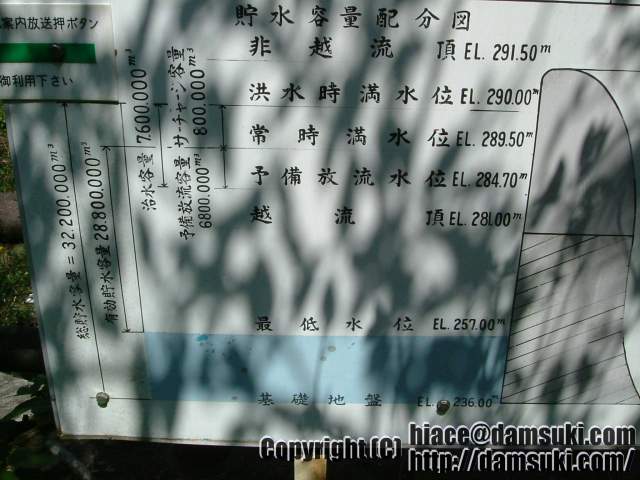 案内放送押ボタン
御利用下さい
貯水容量配分図
非越流頂 EL. 291.50m
洪水時満水位 EL. 290.00m
常時満水位 EL. 289.50m
予備放流水位 EL. 284.70m
越流頂 EL. 281.00m
最低水位 EL. 257.00m
基礎地盤 EL. 236.00m
総貯水容量 = 32.200.000m³
有効貯水容量 28.800.000m³
治水容量 7.600.000m³
予備放流容量 6.800.000m³
サーチャージ容量 800.000m³
Copyright (C) hiace@damsuki.com
http://damsuki.com/